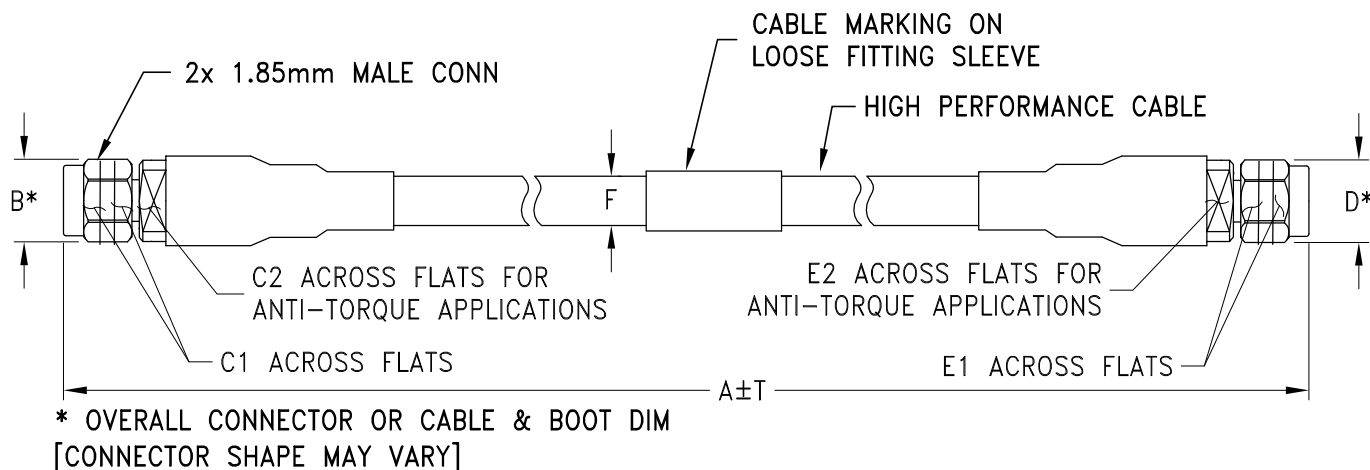 CABLE MARKING ON
LOOSE FITTING SLEEVE
2x 1.85mm MALE CONN
HIGH PERFORMANCE CABLE
B*
F
D*
C2 ACROSS FLATS FOR
ANTI-TORQUE APPLICATIONS
E2 ACROSS FLATS FOR
ANTI-TORQUE APPLICATIONS
C1 ACROSS FLATS
E1 ACROSS FLATS
A±T
* OVERALL CONNECTOR OR CABLE & BOOT DIM
[CONNECTOR SHAPE MAY VARY]